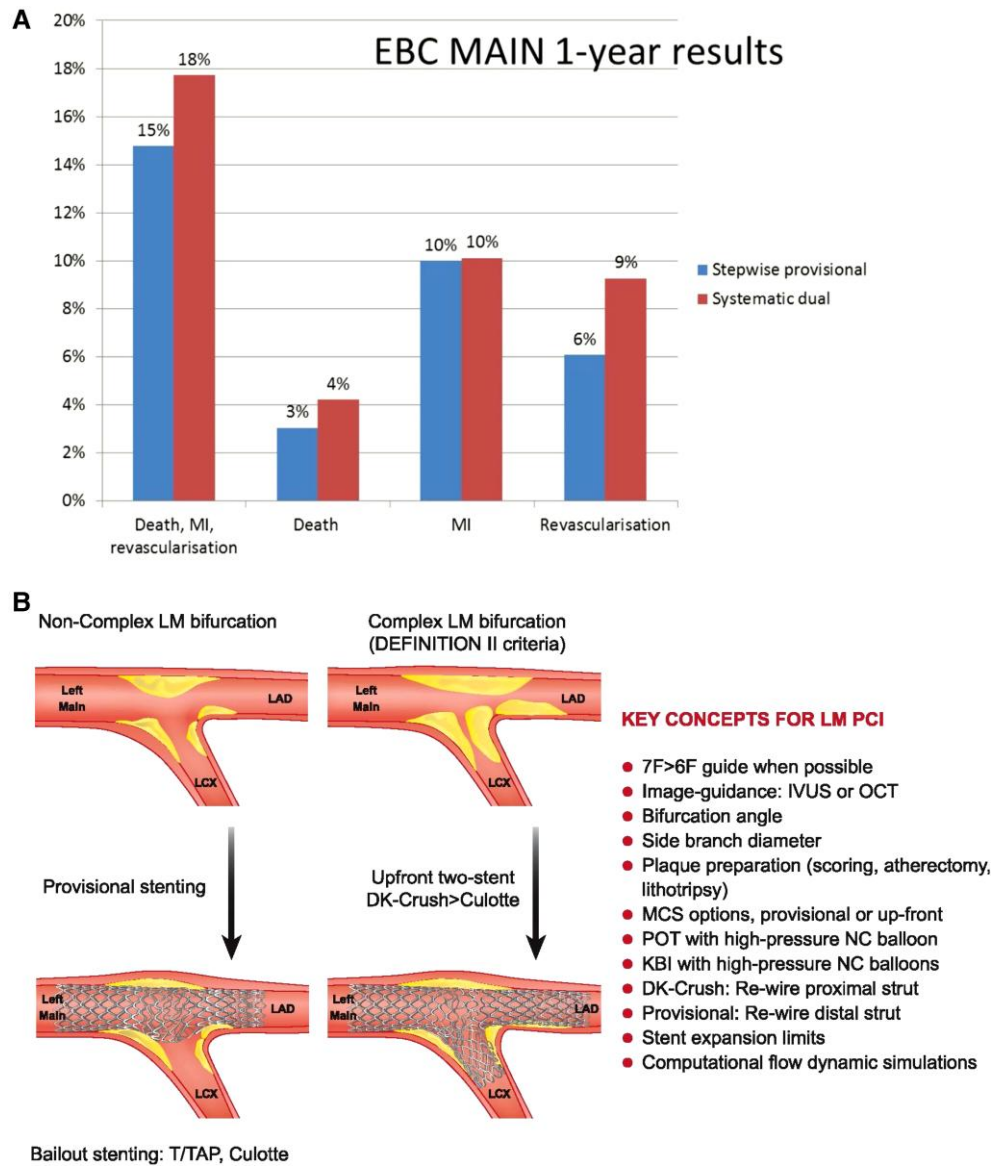 A
EBC MAIN 1-year results
20%
18%
16%
14%
12%
10%
8%
6%
4%
2%
0%
15%
18%
3%
4%
10%
10%
6%
9%
Death, MI,
revascularisation
Death
MI
Revascularisation
Stepwise provisional
Systematic dual
B
Non-Complex LM bifurcation
Left
Main
LAD
LCX
Provisional stenting
Left
Main
LAD
LCX
Bailout stenting: T/TAP, Culotte
Complex LM bifurcation
(DEFINITION II criteria)
Left
Main
LAD
LCX
Upfront two-stent
DK-Crush>Culotte
Left
Main
LAD
LCX
KEY CONCEPTS FOR LM PCI
● 7F>6F guide when possible
● Image-guidance: IVUS or OCT
● Bifurcation angle
● Side branch diameter
● Plaque preparation (scoring, atherectomy,
lithotripsy)
● MCS options, provisional or up-front
● POT with high-pressure NC balloon
● KBI with high-pressure NC balloons
● DK-Crush: Re-wire proximal strut
● Provisional: Re-wire distal strut
● Stent expansion limits
● Computational flow dynamic simulations